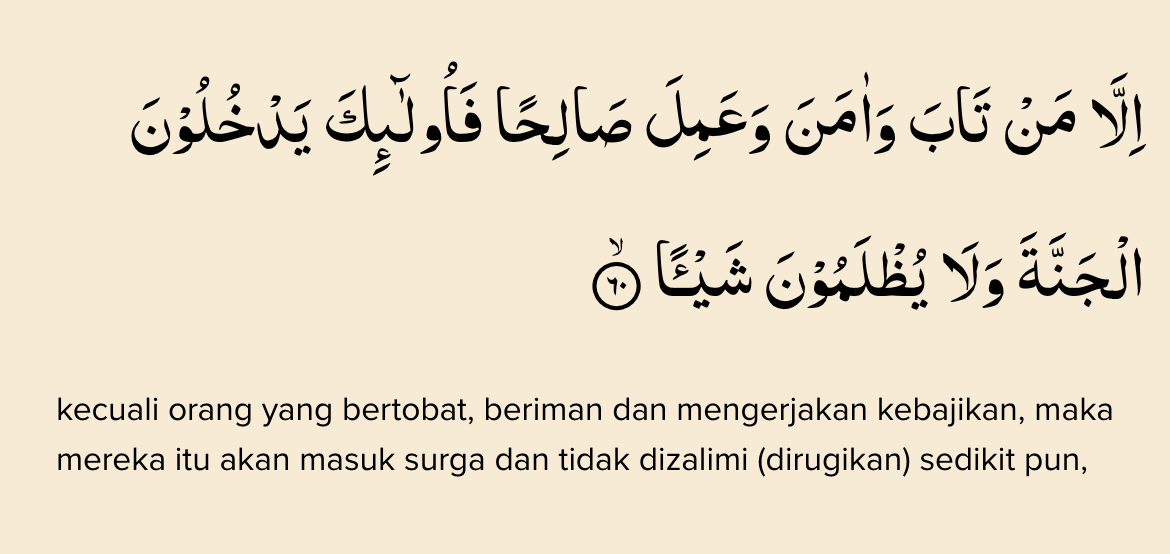 اِلَّا مَنْ تَابَ وَاٰمَنَ وَعَمِلَ صَالِحًا فَاُولٰۤىِٕكَ يَدْخُلُوْنَ
الْجَنَّةَ وَلَا يُظْلَمُوْنَ شَيْـًٔا ۙ ٦٠
kecuali orang yang bertobat, beriman dan mengerjakan kebajikan, maka
mereka itu akan masuk surga dan tidak dizalimi (dirugikan) sedikit pun,